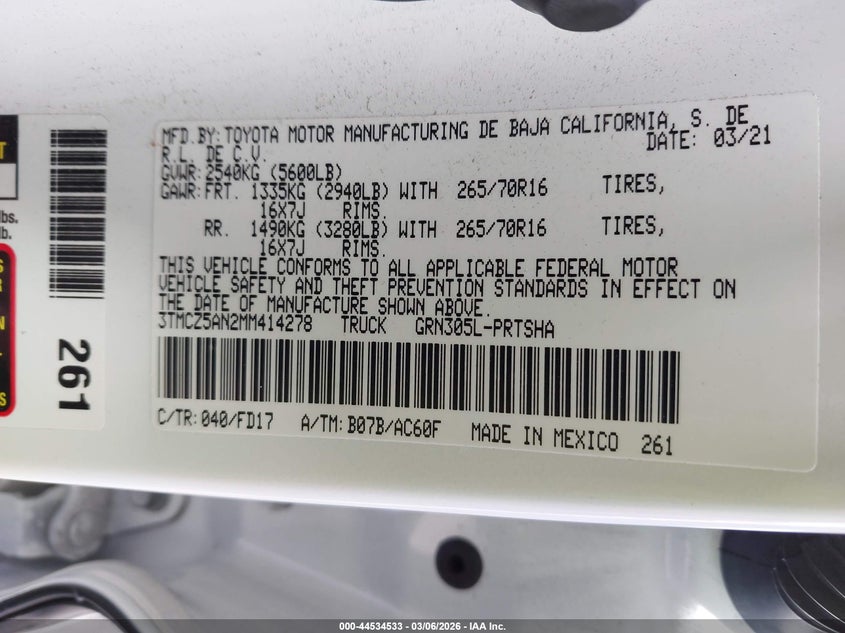 MFD.BY:TOYOTA MOTOR MANUFACTURING DE BAJA CALIFORNIA, S. DE
R.L. DE C.V. DATE: 03/21
GVWR:2540KG (5600LB)
GAWR:FRT. 1335KG (2940LB) WITH 265/70R16 TIRES,
16X7J RIMS.
RR. 1490KG (3280LB) WITH 265/70R16 TIRES,
16X7J RIMS.
THIS VEHICLE CONFORMS TO ALL APPLICABLE FEDERAL MOTOR
VEHICLE SAFETY AND THEFT PREVENTION STANDARDS IN EFFECT ON
THE DATE OF MANUFACTURE SHOWN ABOVE.
3TMCZ5AN2MM414278 TRUCK GRN305L-PRTSHA
C/TR:040/FD17 A/TM:B07B/AC60F MADE IN MEXICO 261
261
lbs.
lb.
000-44534533 — 03/06/2026 — IAA Inc.